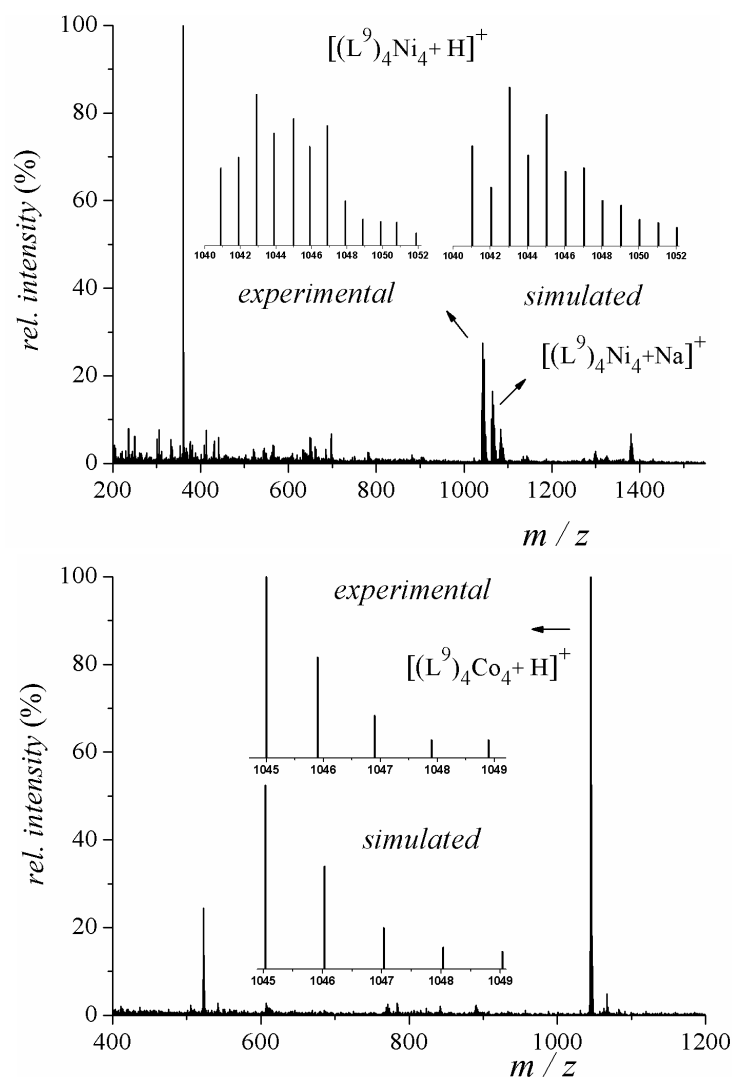 100
[(L⁹)₄Ni₄+ H]⁺
80
60
40
20
0
rel. intensity (%)
1040 1042 1044 1046 1048 1050 1052
1040 1042 1044 1046 1048 1050 1052
experimental
simulated
[(L⁹)₄Ni₄+Na]⁺
200 400 600 800 1000 1200 1400
m / z
100
experimental
[(L⁹)₄Co₄+ H]⁺
80
60
40
20
0
rel. intensity (%)
1045 1046 1047 1048 1049
simulated
1045 1046 1047 1048 1049
400 600 800 1000 1200
m / z